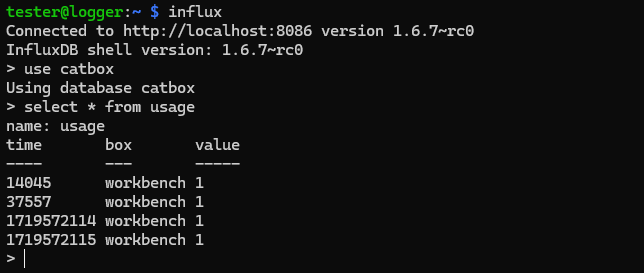 tester@logger:~ $ influx
Connected to http://localhost:8086 version 1.6.7~rc0
InfluxDB shell version: 1.6.7~rc0
> use catbox
Using database catbox
> select * from usage
name: usage
time       box       value
----       ---       -----
14045      workbench 1
37557      workbench 1
1719572114 workbench 1
1719572115 workbench 1
>